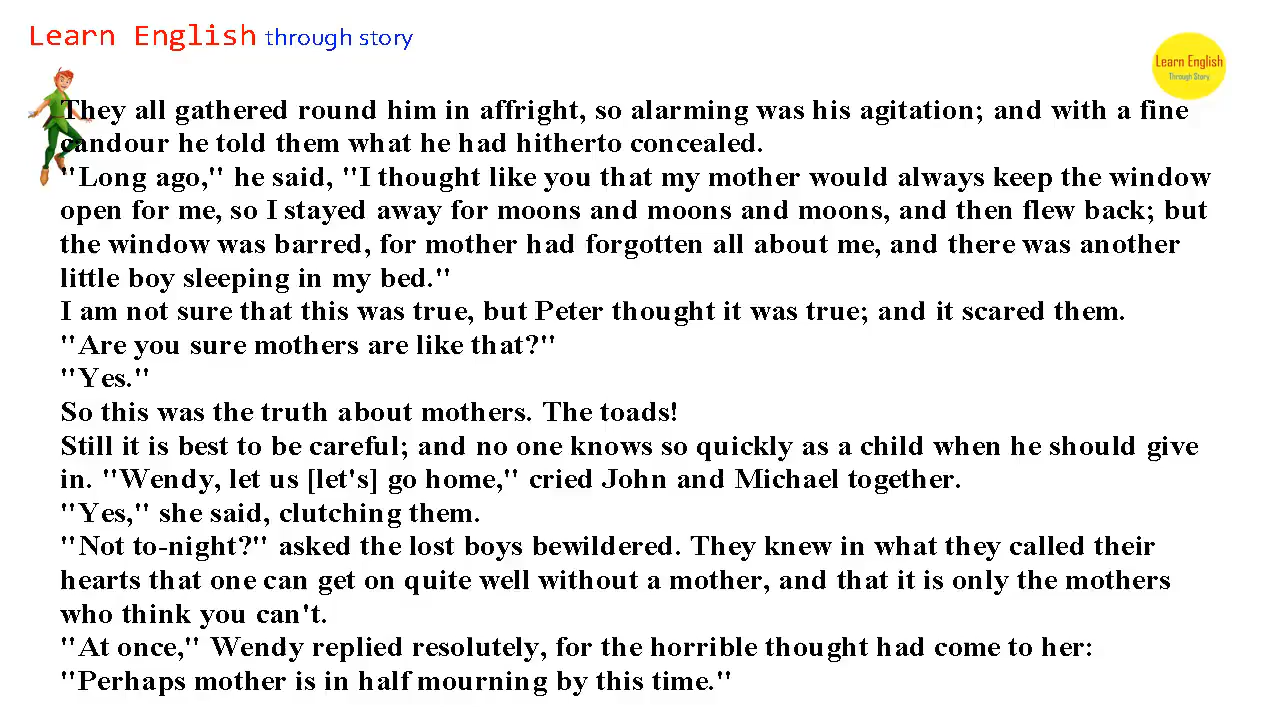 Learn English through story
Learn English
Through Story
They all gathered round him in affright, so alarming was his agitation; and with a fine
candour he told them what he had hitherto concealed.
"Long ago," he said, "I thought like you that my mother would always keep the window
open for me, so I stayed away for moons and moons and moons, and then flew back; but
the window was barred, for mother had forgotten all about me, and there was another
little boy sleeping in my bed."
I am not sure that this was true, but Peter thought it was true; and it scared them.
"Are you sure mothers are like that?"
"Yes."
So this was the truth about mothers. The toads!
Still it is best to be careful; and no one knows so quickly as a child when he should give
in. "Wendy, let us [let's] go home," cried John and Michael together.
"Yes," she said, clutching them.
"Not to-night?" asked the lost boys bewildered. They knew in what they called their
hearts that one can get on quite well without a mother, and that it is only the mothers
who think you can't.
"At once," Wendy replied resolutely, for the horrible thought had come to her:
"Perhaps mother is in half mourning by this time."